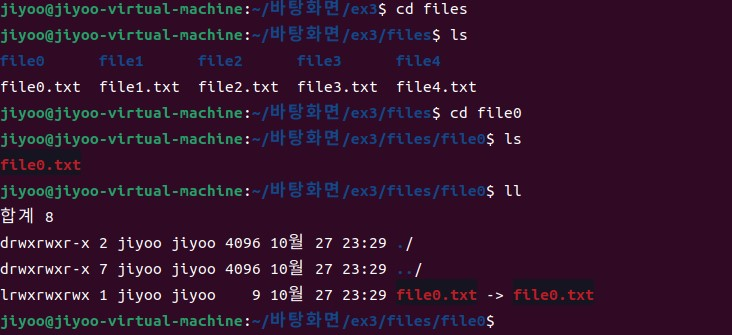 jiyoo@jiyoo-virtual-machine:~/바탕화면/ex3$ cd files
jiyoo@jiyoo-virtual-machine:~/바탕화면/ex3/files$ ls
file0 file1 file2 file3 file4
file0.txt file1.txt file2.txt file3.txt file4.txt
jiyoo@jiyoo-virtual-machine:~/바탕화면/ex3/files$ cd file0
jiyoo@jiyoo-virtual-machine:~/바탕화면/ex3/files/file0$ ls
file0.txt
jiyoo@jiyoo-virtual-machine:~/바탕화면/ex3/files/file0$ ll
합계 8
drwxrwxr-x 2 jiyoo jiyoo 4096 10월 27 23:29 ./
drwxrwxr-x 7 jiyoo jiyoo 4096 10월 27 23:29 ../
lrwxrwxrwx 1 jiyoo jiyoo    9 10월 27 23:29 file0.txt -> file0.txt
jiyoo@jiyoo-virtual-machine:~/바탕화면/ex3/files/file0$